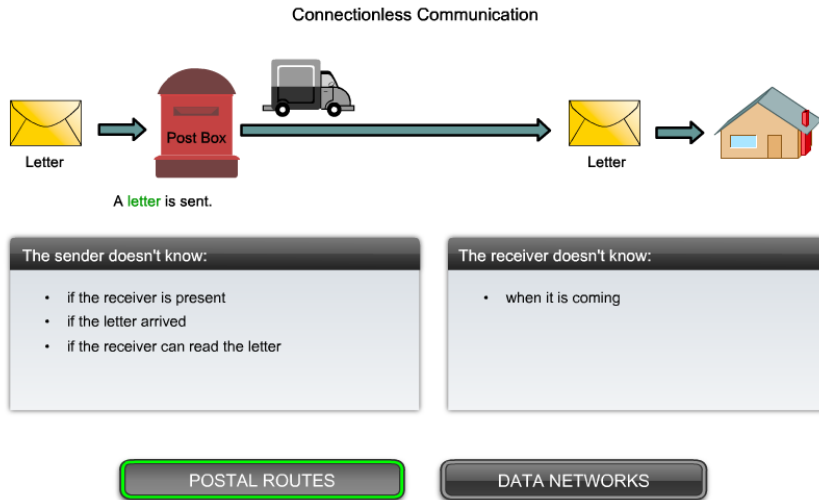 Connectionless Communication
Post Box
Letter
Letter
A letter is sent.
The sender doesn't know:
• if the receiver is present
• if the letter arrived
• if the receiver can read the letter
The receiver doesn't know:
• when it is coming
POSTAL ROUTES
DATA NETWORKS